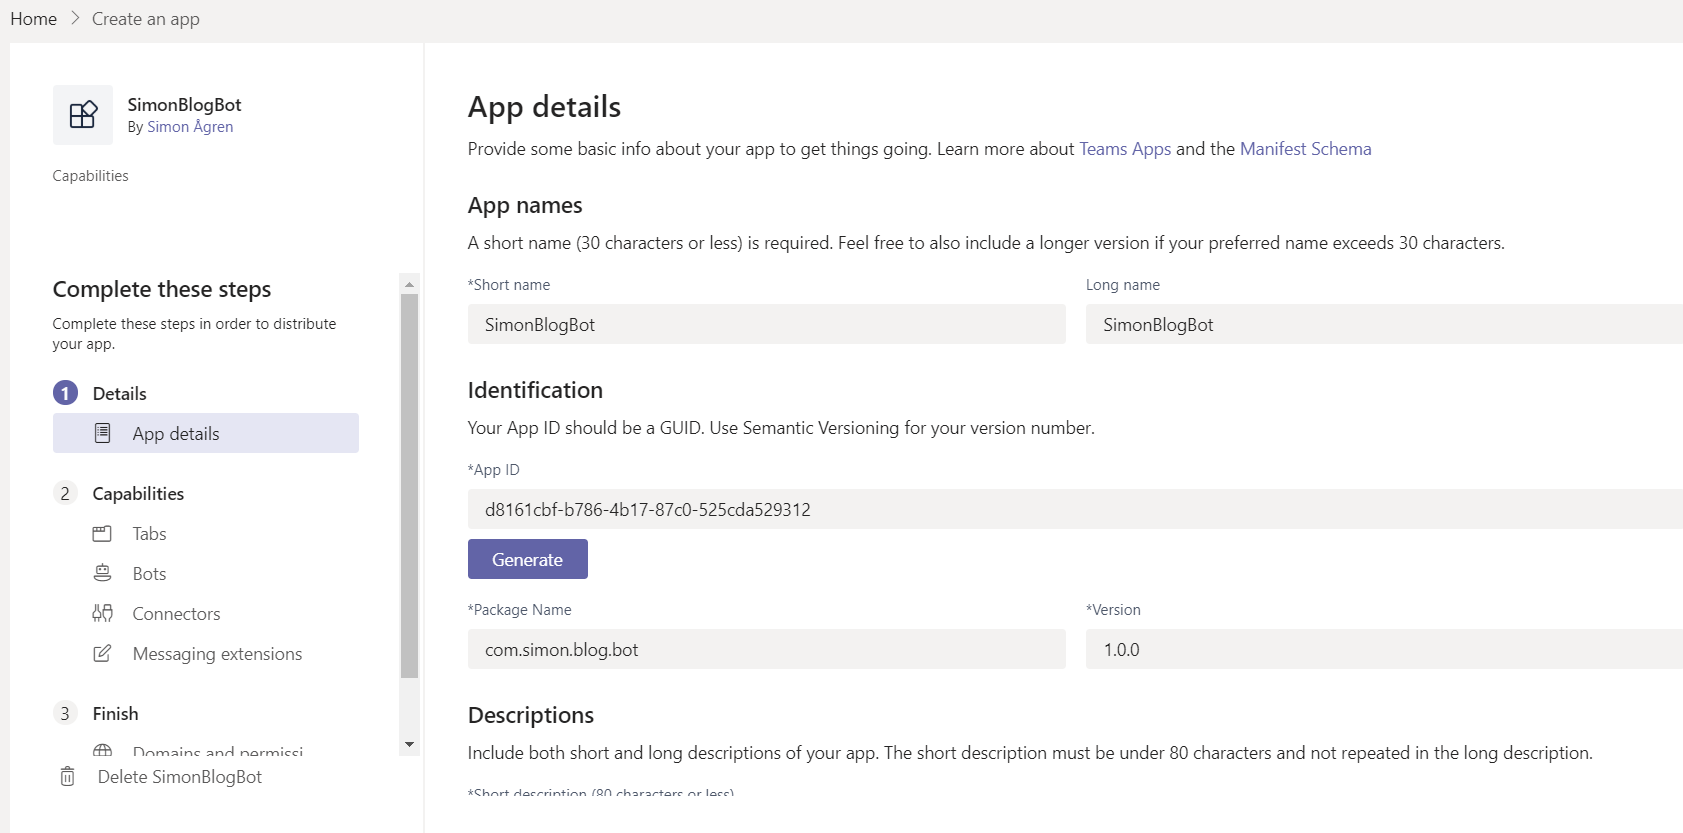 Home > Create an app
SimonBlogBot
By Simon Ågren
Capabilities
Complete these steps
Complete these steps in order to distribute
your app.
1 Details
App details
2 Capabilities
Tabs
Bots
Connectors
Messaging extensions
3 Finish
Domains and permissi
Delete SimonBlogBot
App details
Provide some basic info about your app to get things going. Learn more about Teams Apps and the Manifest Schema
App names
A short name (30 characters or less) is required. Feel free to also include a longer version if your preferred name exceeds 30 characters.
*Short name
Long name
SimonBlogBot
SimonBlogBot
Identification
Your App ID should be a GUID. Use Semantic Versioning for your version number.
*App ID
d8161cbf-b786-4b17-87c0-525cda529312
Generate
*Package Name
*Version
com.simon.blog.bot
1.0.0
Descriptions
Include both short and long descriptions of your app. The short description must be under 80 characters and not repeated in the long description.
*Short description (80 characters or less)